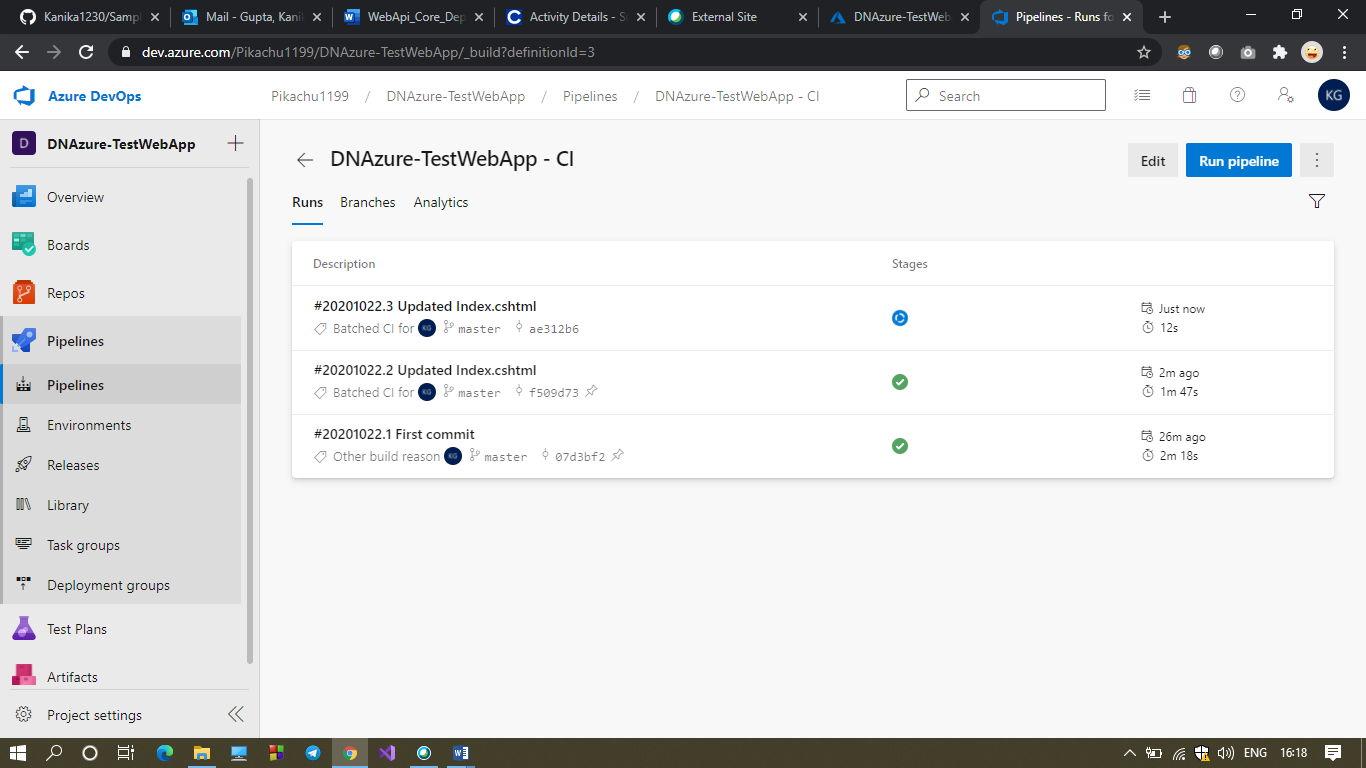 Kanika1230/Samp
Mail - Gupta, Kani
WebApi_Core_Dep
Activity Details - S
External Site
DNAzure-TestWeb
Pipelines - Runs fo
dev.azure.com/Pikachu1199/DNAzure-TestWebApp/_build?definitionId=3
Azure DevOps
Pikachu1199 / DNAzure-TestWebApp / Pipelines / DNAzure-TestWebApp - CI
Search
KG
D DNAzure-TestWebApp
DNAzure-TestWebApp - CI
Edit
Run pipeline
Overview
Boards
Repos
Pipelines
Pipelines
Environments
Releases
Library
Task groups
Deployment groups
Test Plans
Artifacts
Project settings
Runs Branches Analytics
Description Stages
#20201022.3 Updated Index.cshtml
Batched CI for KG master ae312b6
Just now
12s
#20201022.2 Updated Index.cshtml
Batched CI for KG master f509d73
2m ago
1m 47s
#20201022.1 First commit
Other build reason KG master 07d3bf2
26m ago
2m 18s
ENG 16:18